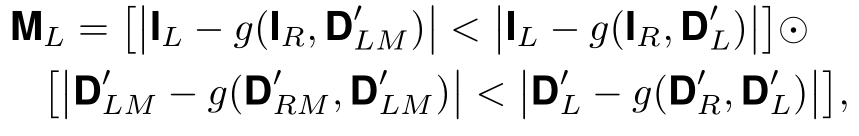 𝗠_L = [|𝗜_L − g(𝗜_R, 𝗗′_{LM})| < |𝗜_L − g(𝗜_R, 𝗗′_L)|]⊙
[|𝗗′_{LM} − g(𝗗′_{RM}, 𝗗′_{LM})| < |𝗗′_L − g(𝗗′_R, 𝗗′_L)|],